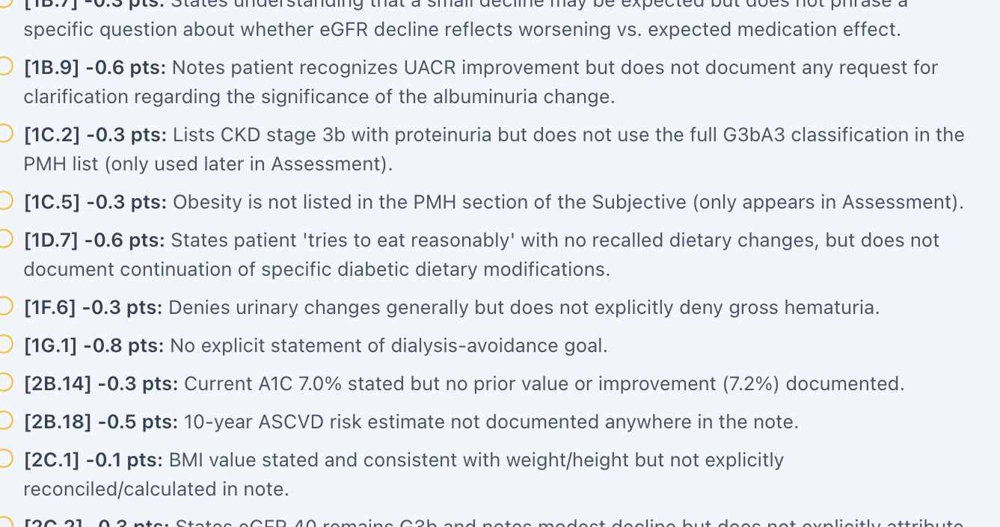 [1B.7] -0.3 pts: States understanding that a small decline may be expected but does not phrase a
specific question about whether eGFR decline reflects worsening vs. expected medication effect.
[1B.9] -0.6 pts: Notes patient recognizes UACR improvement but does not document any request for
clarification regarding the significance of the albuminuria change.
[1C.2] -0.3 pts: Lists CKD stage 3b with proteinuria but does not use the full G3bA3 classification in the
PMH list (only used later in Assessment).
[1C.5] -0.3 pts: Obesity is not listed in the PMH section of the Subjective (only appears in Assessment).
[1D.7] -0.6 pts: States patient 'tries to eat reasonably' with no recalled dietary changes, but does not
document continuation of specific diabetic dietary modifications.
[1F.6] -0.3 pts: Denies urinary changes generally but does not explicitly deny gross hematuria.
[1G.1] -0.8 pts: No explicit statement of dialysis-avoidance goal.
[2B.14] -0.3 pts: Current A1C 7.0% stated but no prior value or improvement (7.2%) documented.
[2B.18] -0.5 pts: 10-year ASCVD risk estimate not documented anywhere in the note.
[2C.1] -0.1 pts: BMI value stated and consistent with weight/height but not explicitly
reconciled/calculated in note.
[2C.2] -0.3 pts: States eGFR 40 remains G3b and notes modest decline but does not explicitly attribute